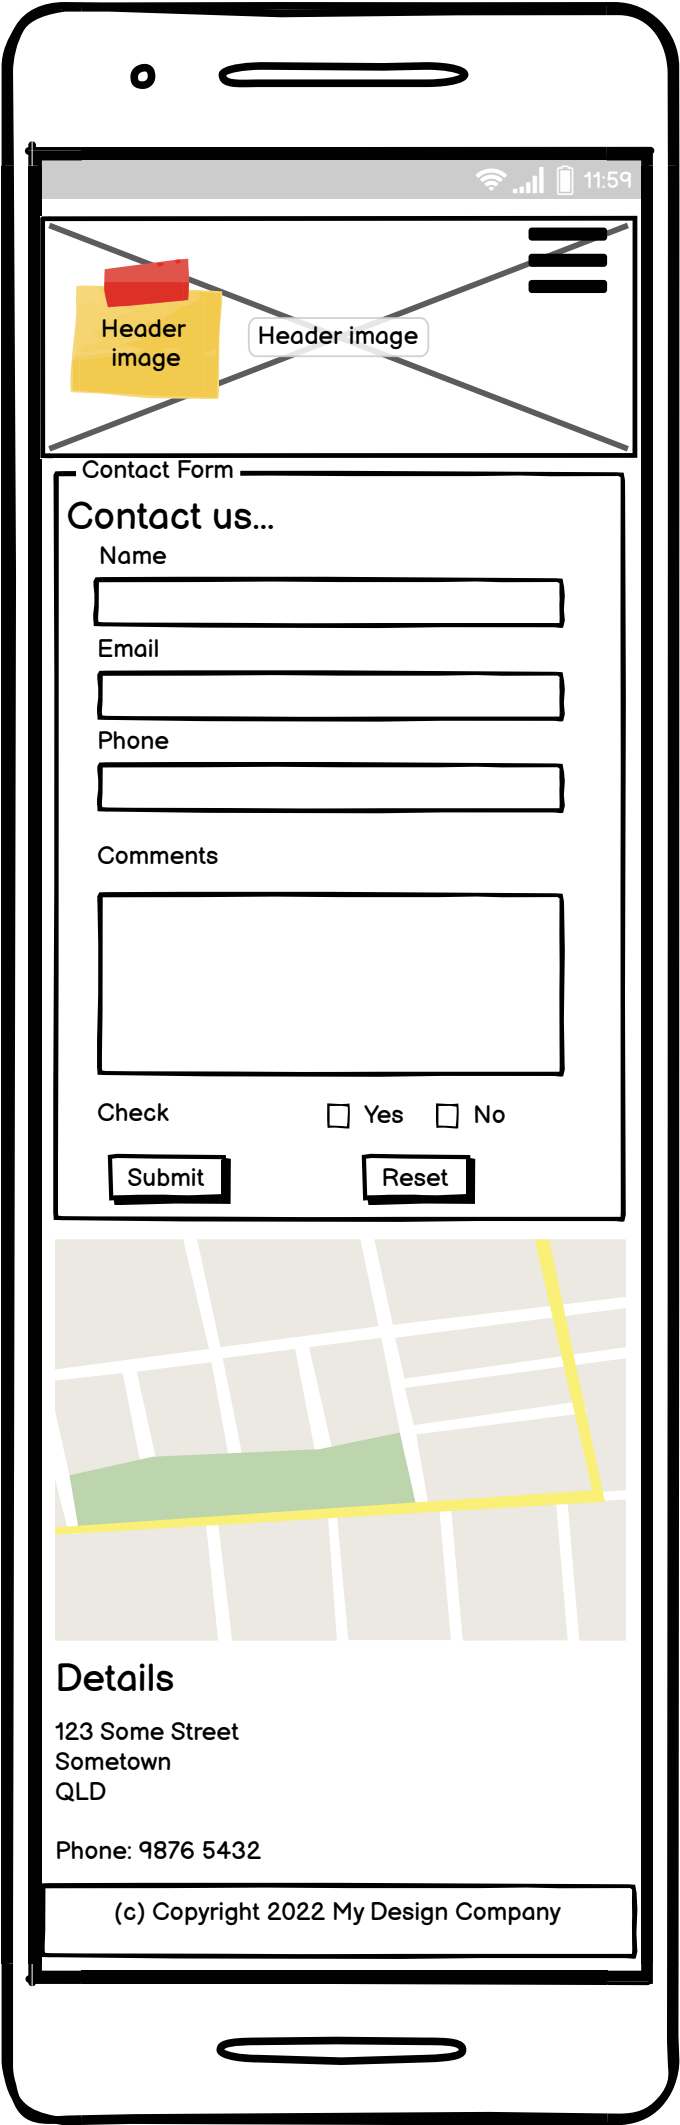 11:59
Header
image
Header image
Contact Form
Contact us...
Name
Email
Phone
Comments
Check Yes No
Submit Reset
Details
123 Some Street
Sometown
QLD
Phone: 9876 5432
(c) Copyright 2022 My Design Company